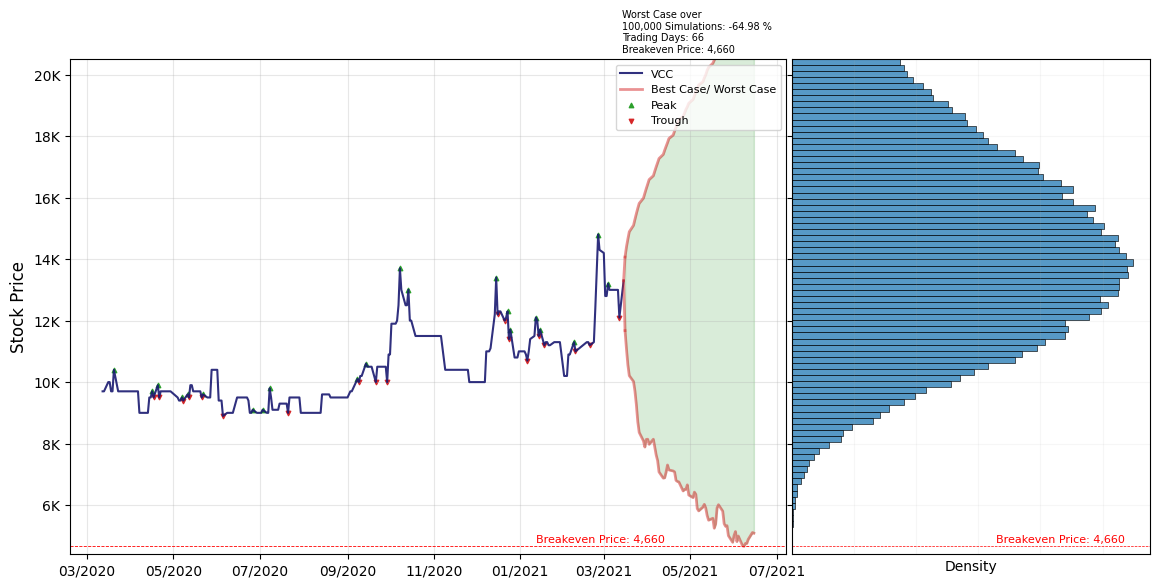 Worst Case over
100,000 Simulations: -64.98 %
Trading Days: 66
Breakeven Price: 4,660
VCC
Best Case/ Worst Case
Peak
Trough
Stock Price
20K
18K
16K
14K
12K
10K
8K
6K
Breakeven Price: 4,660
Breakeven Price: 4,660
03/2020 05/2020 07/2020 09/2020 11/2020 01/2021 03/2021 05/2021 07/2021
Density